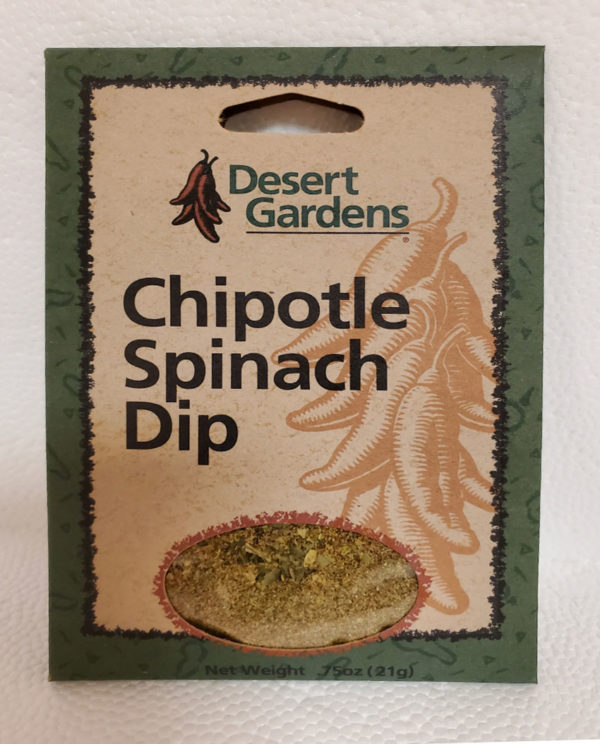 Desert
Gardens
Chipotle
Spinach
Dip
Net Weight .75oz (21g)